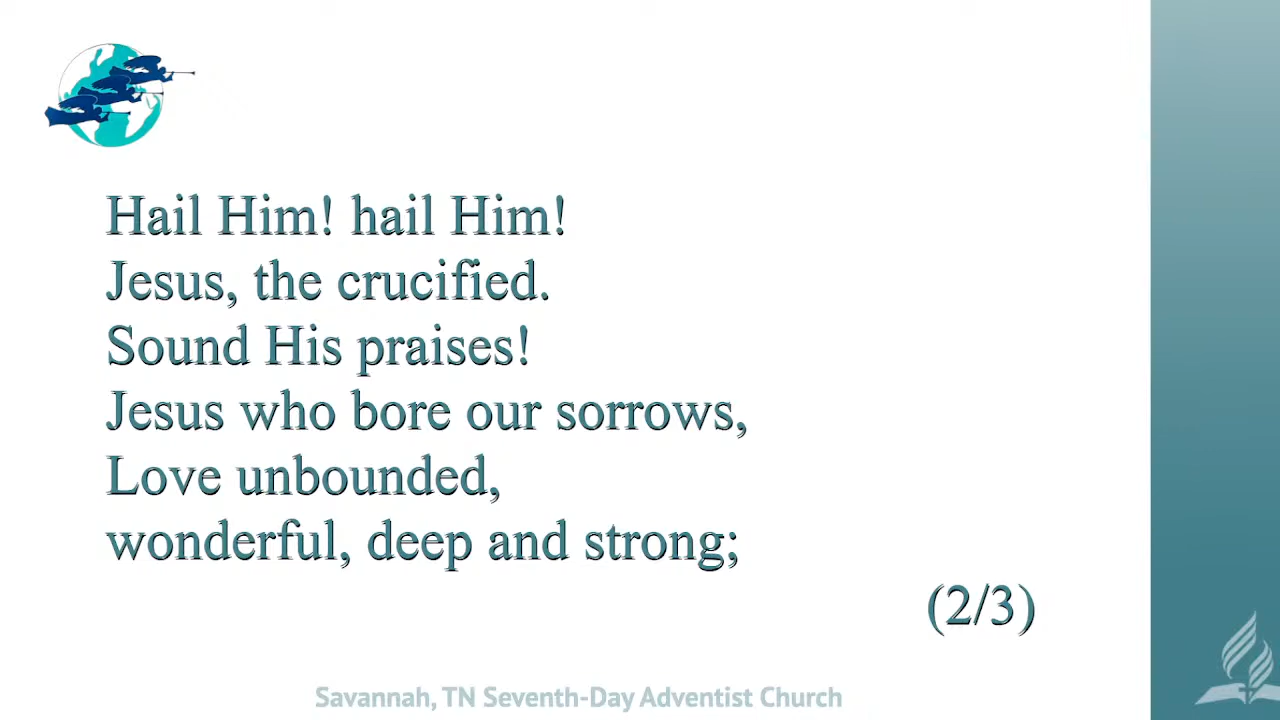 Hail Him! hail Him!
Jesus, the crucified.
Sound His praises!
Jesus who bore our sorrows,
Love unbounded,
wonderful, deep and strong;
(2/3)
Savannah, TN Seventh-Day Adventist Church